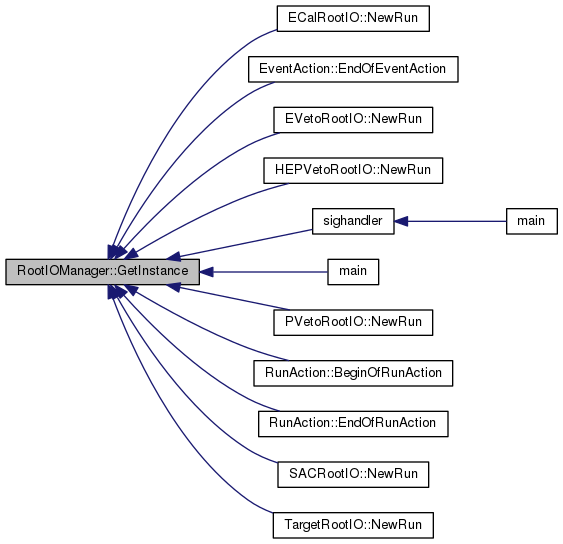 ECalRootIO::NewRun
EventAction::EndOfEventAction
EVetoRootIO::NewRun
HEPVetoRootIO::NewRun
sighandler
main
RootIOManager::GetInstance
main
PVetoRootIO::NewRun
RunAction::BeginOfRunAction
RunAction::EndOfRunAction
SACRootIO::NewRun
TargetRootIO::NewRun